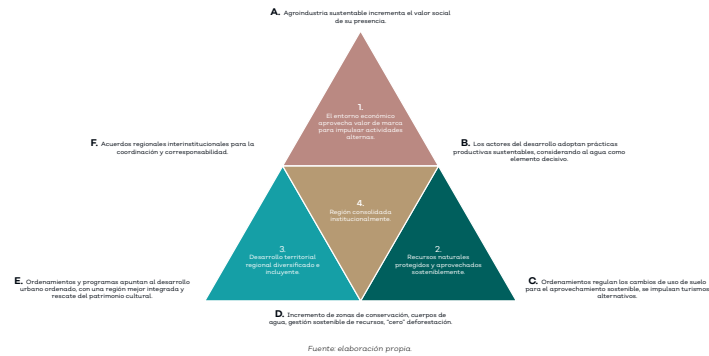 A. Agroindustria sustentable incrementa el valor social
de su presencia.
1.
El entorno económico
aprovecha valor de marca
para impulsar actividades
alternas.
F. Acuerdos regionales interinstitucionales para la
coordinación y corresponsabilidad.
B. Los actores del desarrollo adoptan prácticas
productivas sustentables, considerando al agua como
elemento decisivo.
4.
Región consolidada
institucionalmente.
3.
Desarrollo territorial
regional diversificado e
incluyente.
2.
Recursos naturales
protegidos y aprovechados
sosteniblemente.
E. Ordenamientos y programas apuntan al desarrollo
urbano ordenado, con una región mejor integrada y
rescate del patrimonio cultural.
C. Ordenamientos regulan los cambios de uso de suelo
para el aprovechamiento sostenible, se impulsan turismos
alternativos.
D. Incremento de zonas de conservación, cuerpos de
agua, gestión sostenible de recursos, "cero" deforestación.
Fuente: elaboración propia.